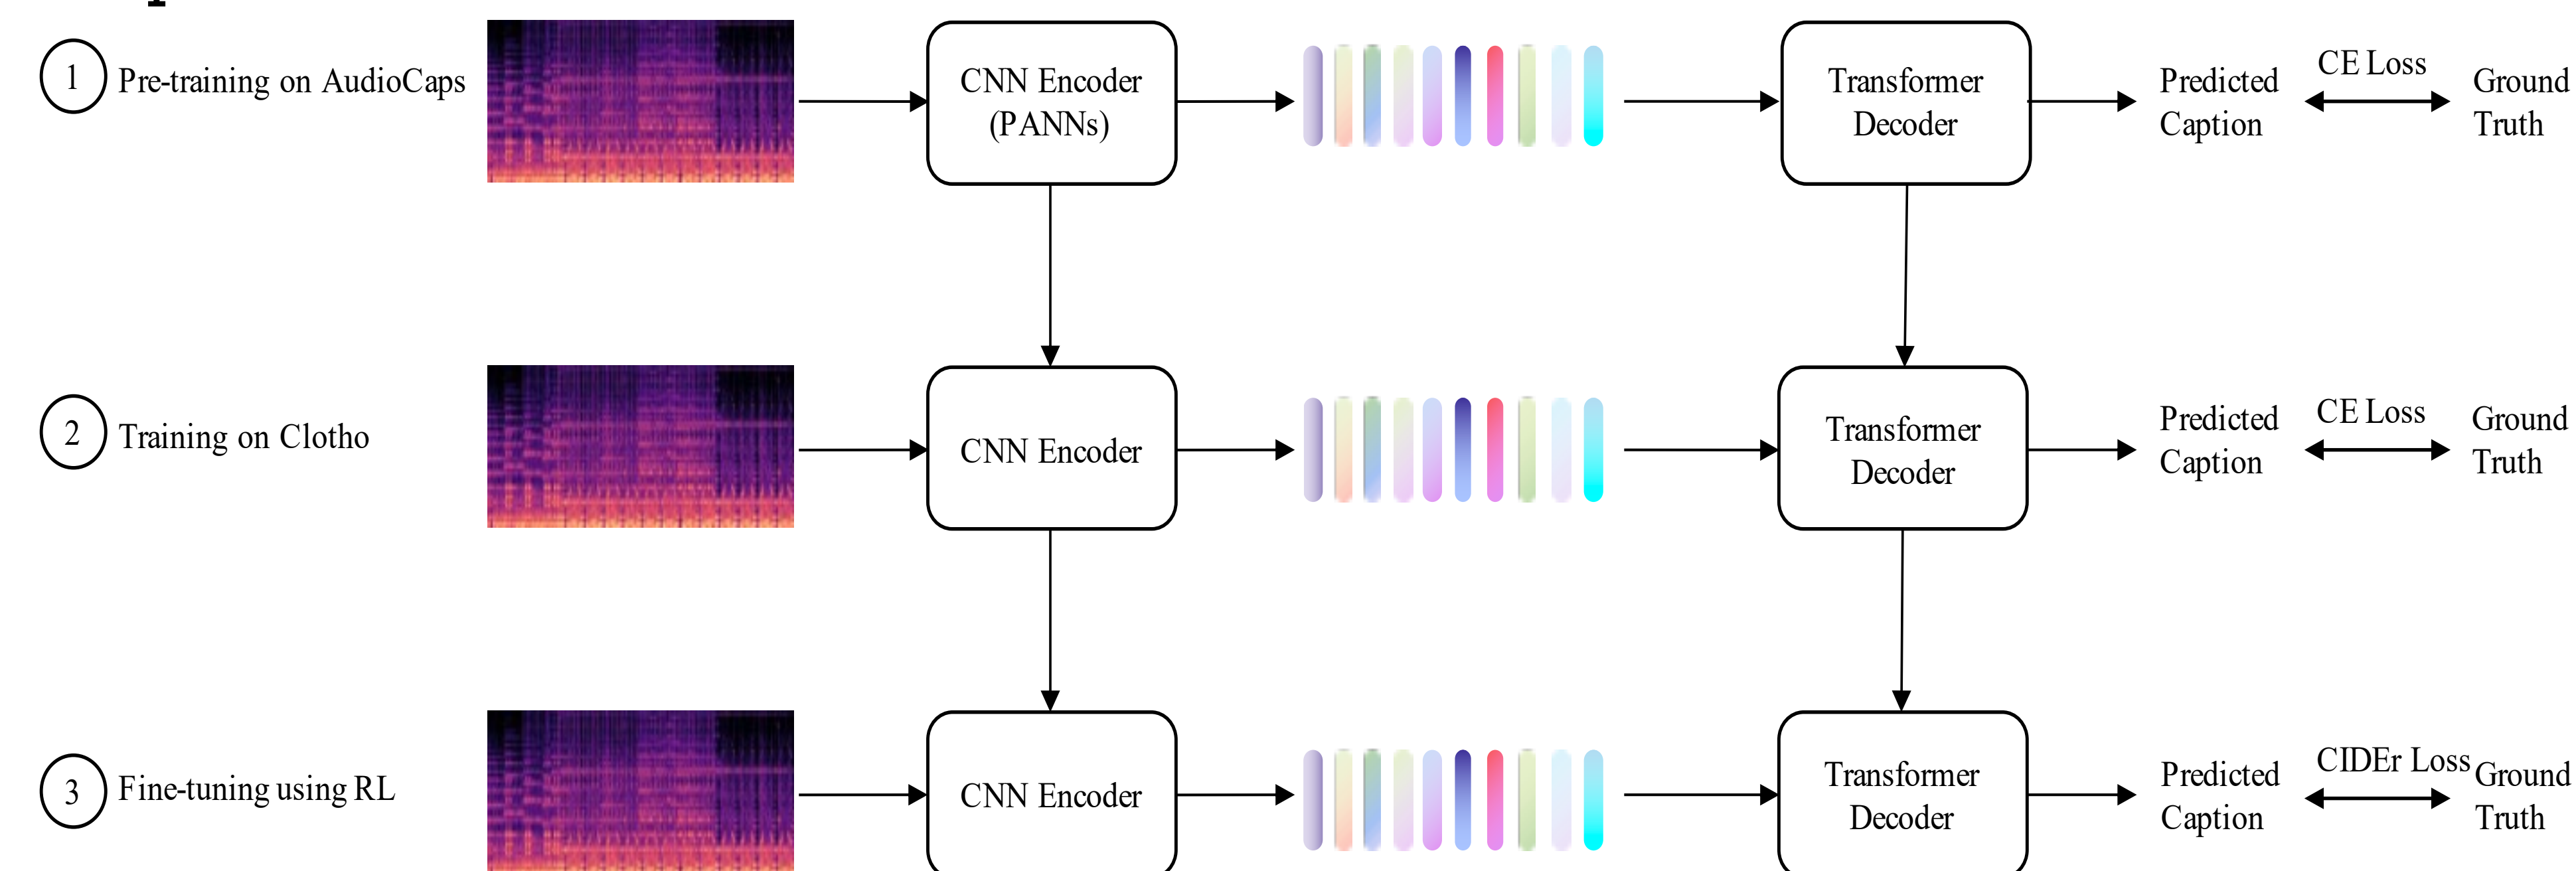 1 Pre-training on AudioCaps
CNN Encoder
(PANNs)
Transformer
Decoder
Predicted
Caption
CE Loss
Ground
Truth
2 Training on Clotho
CNN Encoder
Transformer
Decoder
Predicted
Caption
CE Loss
Ground
Truth
3 Fine-tuning using RL
CNN Encoder
Transformer
Decoder
Predicted
Caption
CIDEr Loss
Ground
Truth